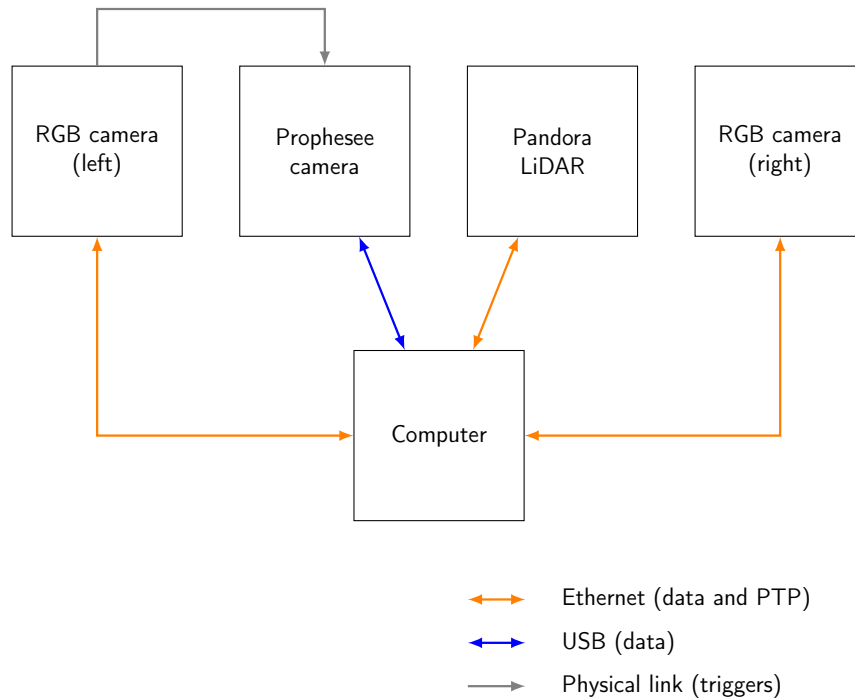 RGB camera
(left)
Prophesee
camera
Pandora
LiDAR
RGB camera
(right)
Computer
Ethernet (data and PTP)
USB (data)
Physical link (triggers)